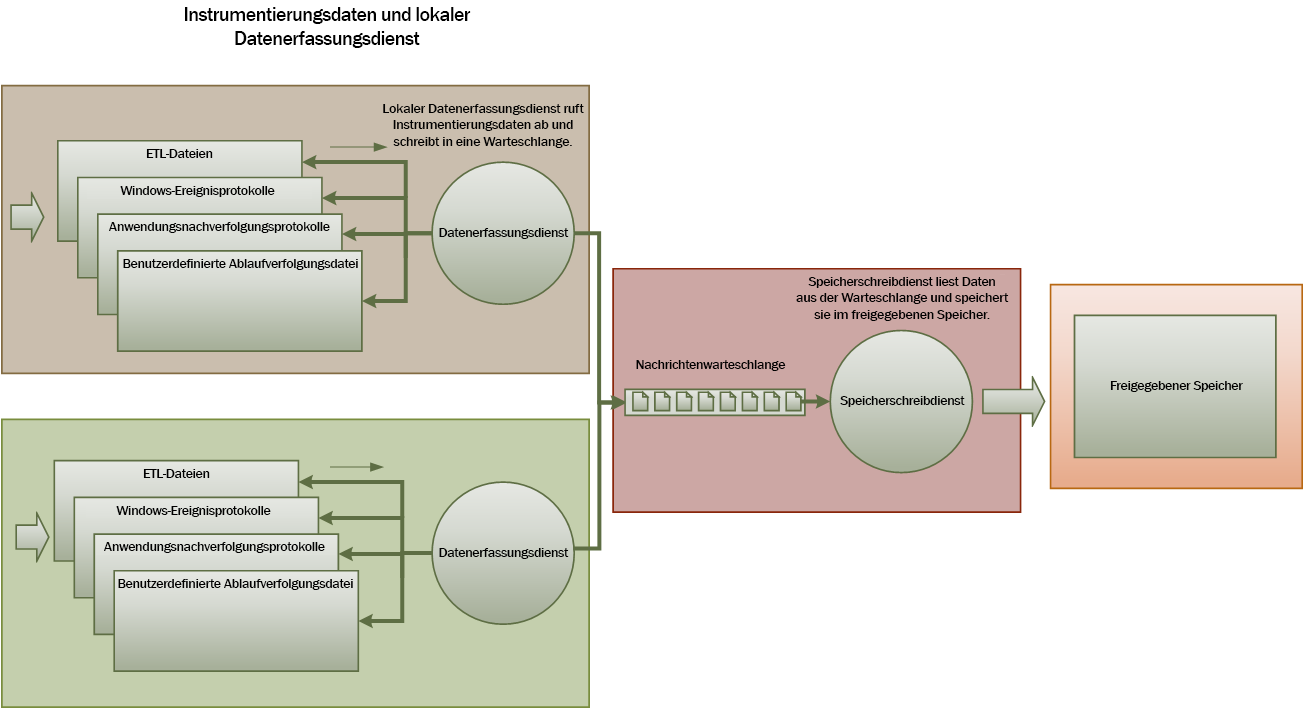 Instrumentierungsdaten und lokaler
Datenerfassungsdienst
Lokaler Datenerfassungsdienst ruft
Instrumentierungsdaten ab und
schreibt in eine Warteschlange.
ETL-Dateien
Windows-Ereignisprotokolle
Anwendungsnachverfolgungsprotokolle
Benutzerdefinierte Ablaufverfolgungsdatei
Datenerfassungsdienst
Speicherschreibdienst liest Daten
aus der Warteschlange und speichert
sie im freigegebenen Speicher.
Nachrichtenwarteschlange
Speicherschreibdienst
Freigegebener Speicher
ETL-Dateien
Windows-Ereignisprotokolle
Anwendungsnachverfolgungsprotokolle
Benutzerdefinierte Ablaufverfolgungsdatei
Datenerfassungsdienst